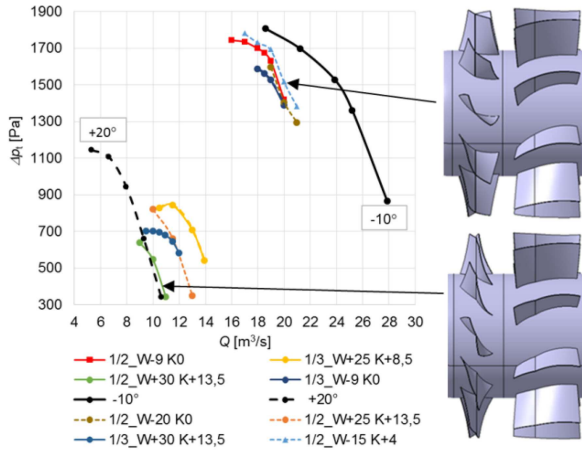 Δpt [Pa]
1900
1700
1500
1300
1100
900
700
500
300
+20°
-10°
4 6 8 10 12 14 16 18 20 22 24 26 28 30
Q [m³/s]
1/2_W-9 K0
1/3_W+25 K+8,5
1/2_W+30 K+13,5
1/3_W-9 K0
-10°
+20°
1/2_W-20 K0
1/2_W+25 K+13,5
1/3_W+30 K+13,5
1/2_W-15 K+4